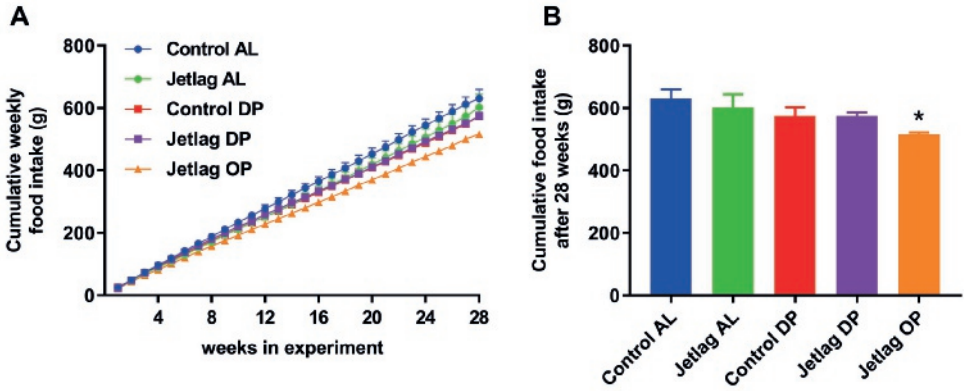 A
Cumulative weekly
food intake (g)
800
600
400
200
0
Control AL
Jetlag AL
Control DP
Jetlag DP
Jetlag OP
4 8 12 16 20 24 28
weeks in experiment
B
Cumulative food intake
after 28 weeks (g)
800
600
400
200
0
*
Control AL
Jetlag AL
Control DP
Jetlag DP
Jetlag OP